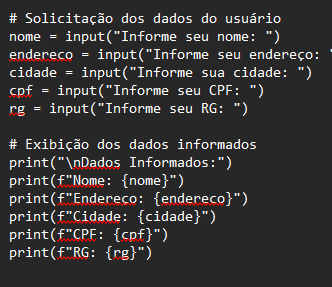 # Solicitação dos dados do usuário
nome = input("Informe seu nome: ")
endereco = input("Informe seu endereço: "
cidade = input("Informe sua cidade: ")
cpf = input("Informe seu CPF: ")
rg = input("Informe seu RG: ")
# Exibição dos dados informados
print("\nDados Informados:")
print(f"Nome: {nome}")
print(f"Endereco: {endereco}")
print(f"Cidade: {cidade}")
print(f"CPF: {cpf}")
print(f"RG: {rg}")